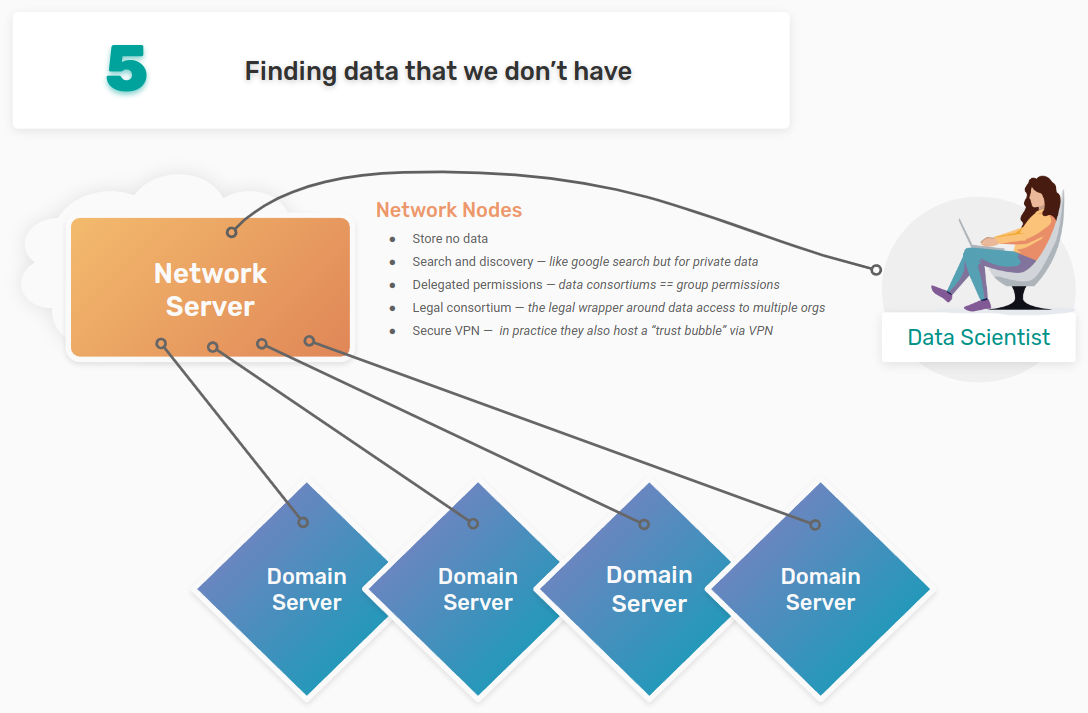 5
Finding data that we don’t have
Network Nodes
● Store no data
● Search and discovery — like google search but for private data
● Delegated permissions — data consortiums == group permissions
● Legal consortium — the legal wrapper around data access to multiple orgs
● Secure VPN — in practice they also host a “trust bubble” via VPN
Network
Server
Data Scientist
Domain
Server
Domain
Server
Domain
Server
Domain
Server